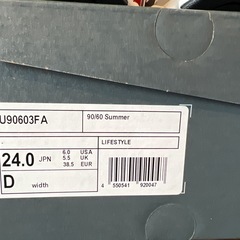 U90603FA
90/60 Summer
LIFESTYLE
24.0 JPN
6.0 USA
5.5 UK
38.5 EUR
D width
4 550541 920047